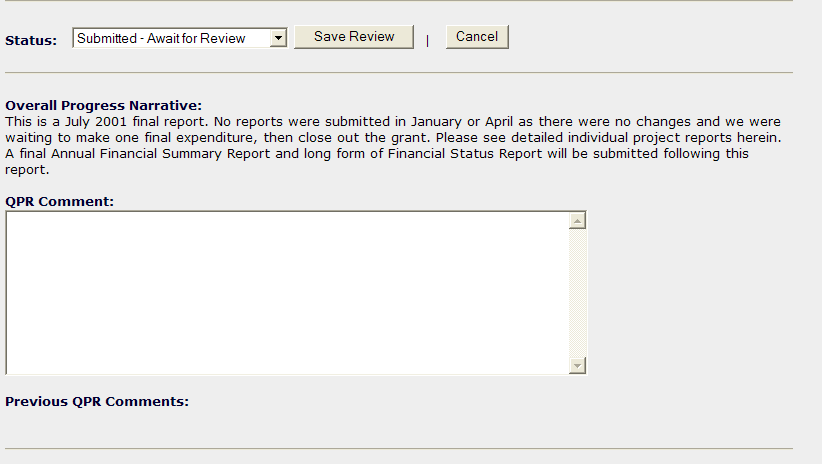 Status: Submitted - Await for Review Save Review | Cancel
Overall Progress Narrative:
This is a July 2001 final report. No reports were submitted in January or April as there were no changes and we were
waiting to make one final expenditure, then close out the grant. Please see detailed individual project reports herein.
A final Annual Financial Summary Report and long form of Financial Status Report will be submitted following this
report.
QPR Comment:
Previous QPR Comments: